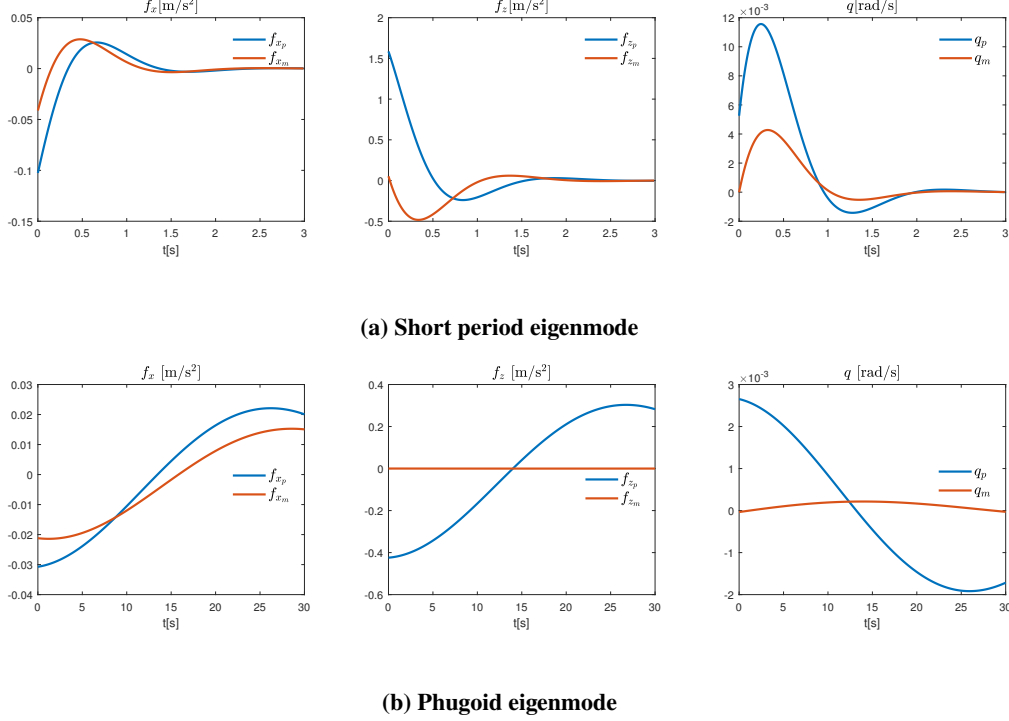 f_x[m/s²]
f_z[m/s²]
q[rad/s]
0.05
0
-0.05
-0.1
-0.15
0 0.5 1 1.5 2 2.5 3
t[s]
f_{x_p}
f_{x_m}
2
1.5
1
0.5
0
-0.5
0 0.5 1 1.5 2 2.5 3
t[s]
f_{z_p}
f_{z_m}
×10⁻³
12
10
8
6
4
2
0
-2
0 0.5 1 1.5 2 2.5 3
t[s]
q_p
q_m
(a) Short period eigenmode
f_x [m/s²]
f_z [m/s²]
q [rad/s]
0.03
0.02
0.01
0
-0.01
-0.02
-0.03
-0.04
0 5 10 15 20 25 30
t[s]
f_{x_p}
f_{x_m}
0.4
0.2
0
-0.2
-0.4
-0.6
0 5 10 15 20 25 30
t[s]
f_{z_p}
f_{z_m}
×10⁻³
3
2
1
0
-1
-2
0 5 10 15 20 25 30
t[s]
q_p
q_m
(b) Phugoid eigenmode